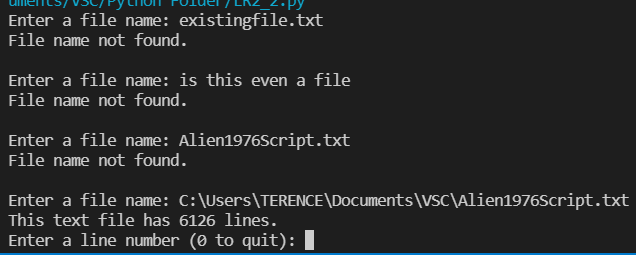 uments/VSC/Python Folder/LR2_2.py
Enter a file name: existingfile.txt
File name not found.
Enter a file name: is this even a file
File name not found.
Enter a file name: Alien1976Script.txt
File name not found.
Enter a file name: C:\Users\TERENCE\Documents\VSC\Alien1976Script.txt
This text file has 6126 lines.
Enter a line number (0 to quit):